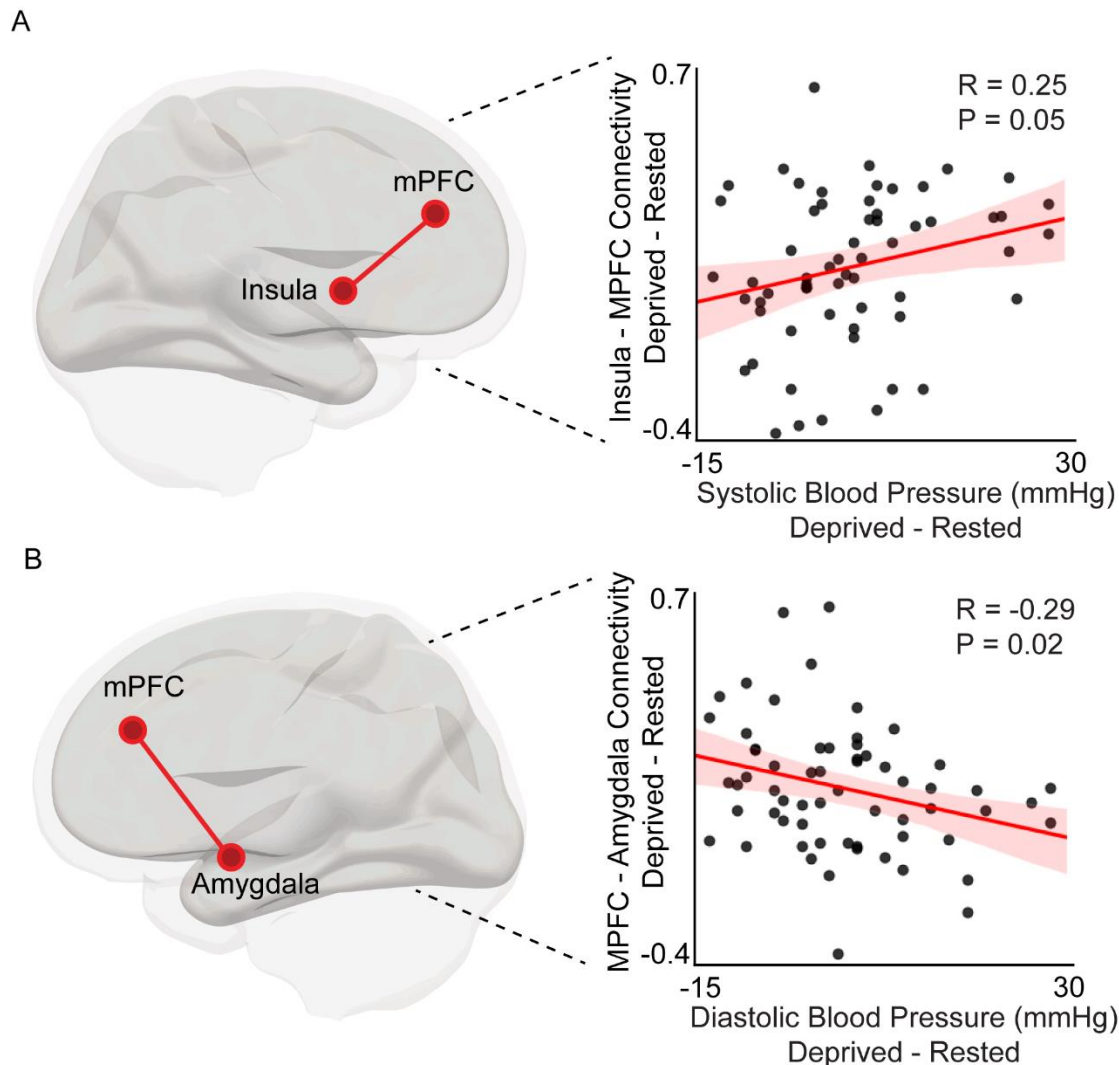 A
mPFC
Insula
Insula - MPFC Connectivity
Deprived - Rested
0.7
-0.4
R = 0.25
P = 0.05
-15
30
Systolic Blood Pressure (mmHg)
Deprived - Rested
B
mPFC
Amygdala
MPFC - Amygdala Connectivity
Deprived - Rested
0.7
-0.4
R = -0.29
P = 0.02
-15
30
Diastolic Blood Pressure (mmHg)
Deprived - Rested